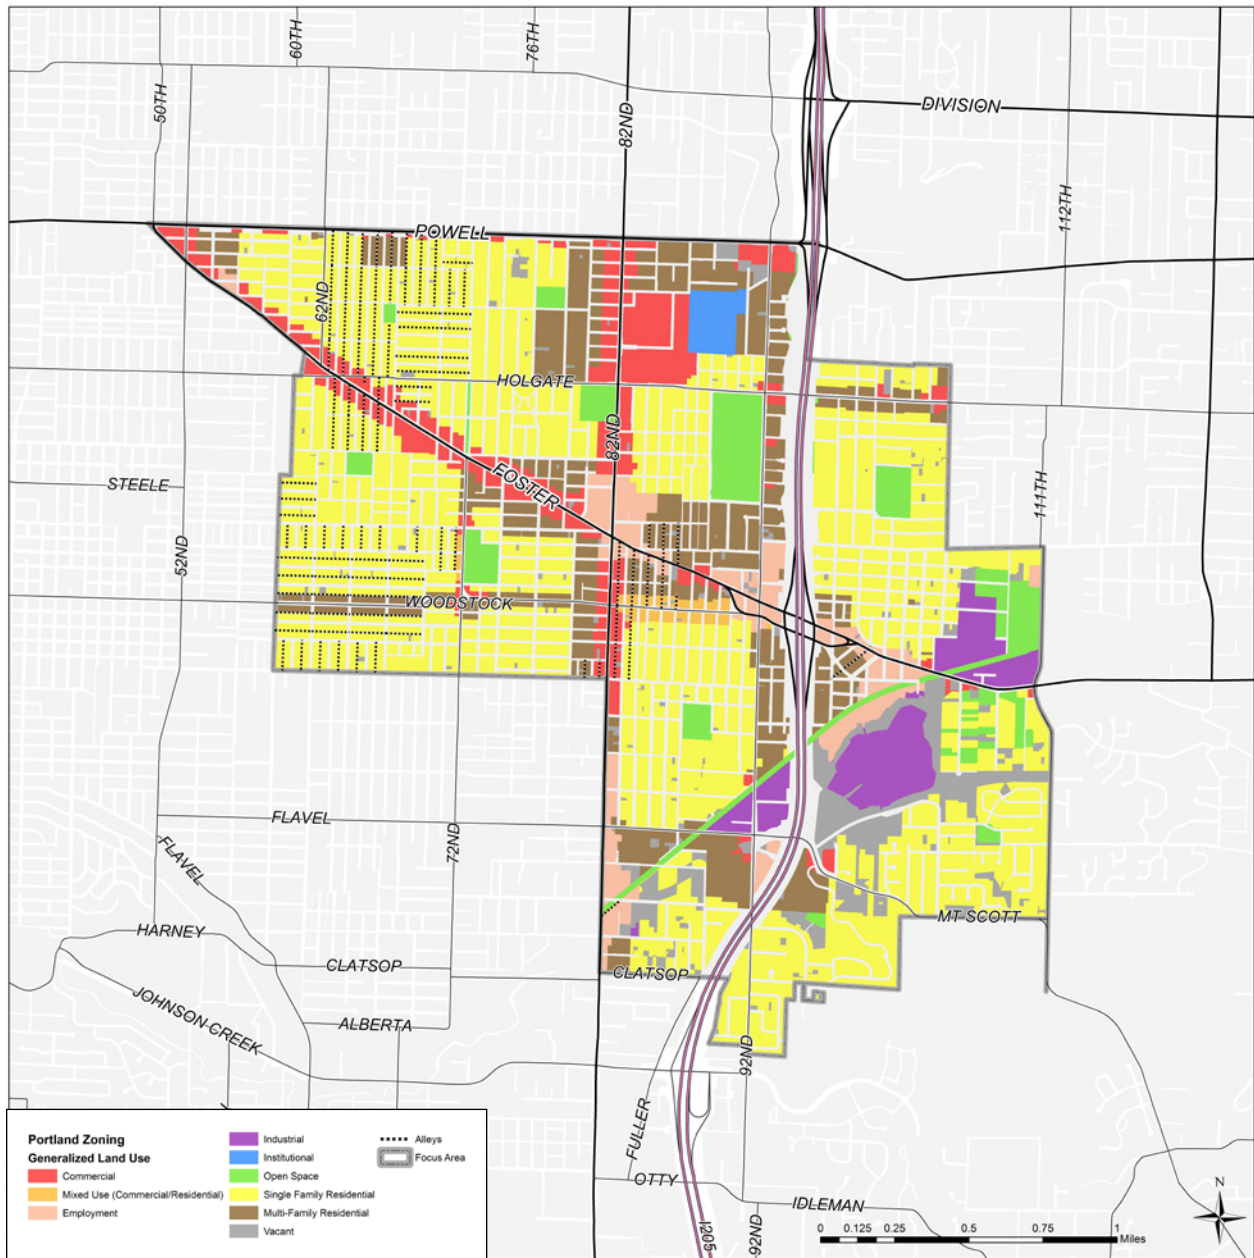 60TH
76TH
50TH
82ND
DIVISION
112TH
POWELL
62ND
HOLGATE
82ND
FOSTER
STEELE
111TH
52ND
WOODSTOCK
FLAVEL
72ND
FLAVEL
MT SCOTT
HARNEY
CLATSOP
CLATSOP
JOHNSON CREEK
ALBERTA
92ND
FULLER
OTTY
IDLEMAN
I205
92ND
N
0 0.125 0.25 0.5 0.75 1
Miles
Portland Zoning
Generalized Land Use
Commercial
Mixed Use (Commercial/Residential)
Employment
Industrial
Institutional
Open Space
Single Family Residential
Multi-Family Residential
Vacant
Alleys
Focus Area